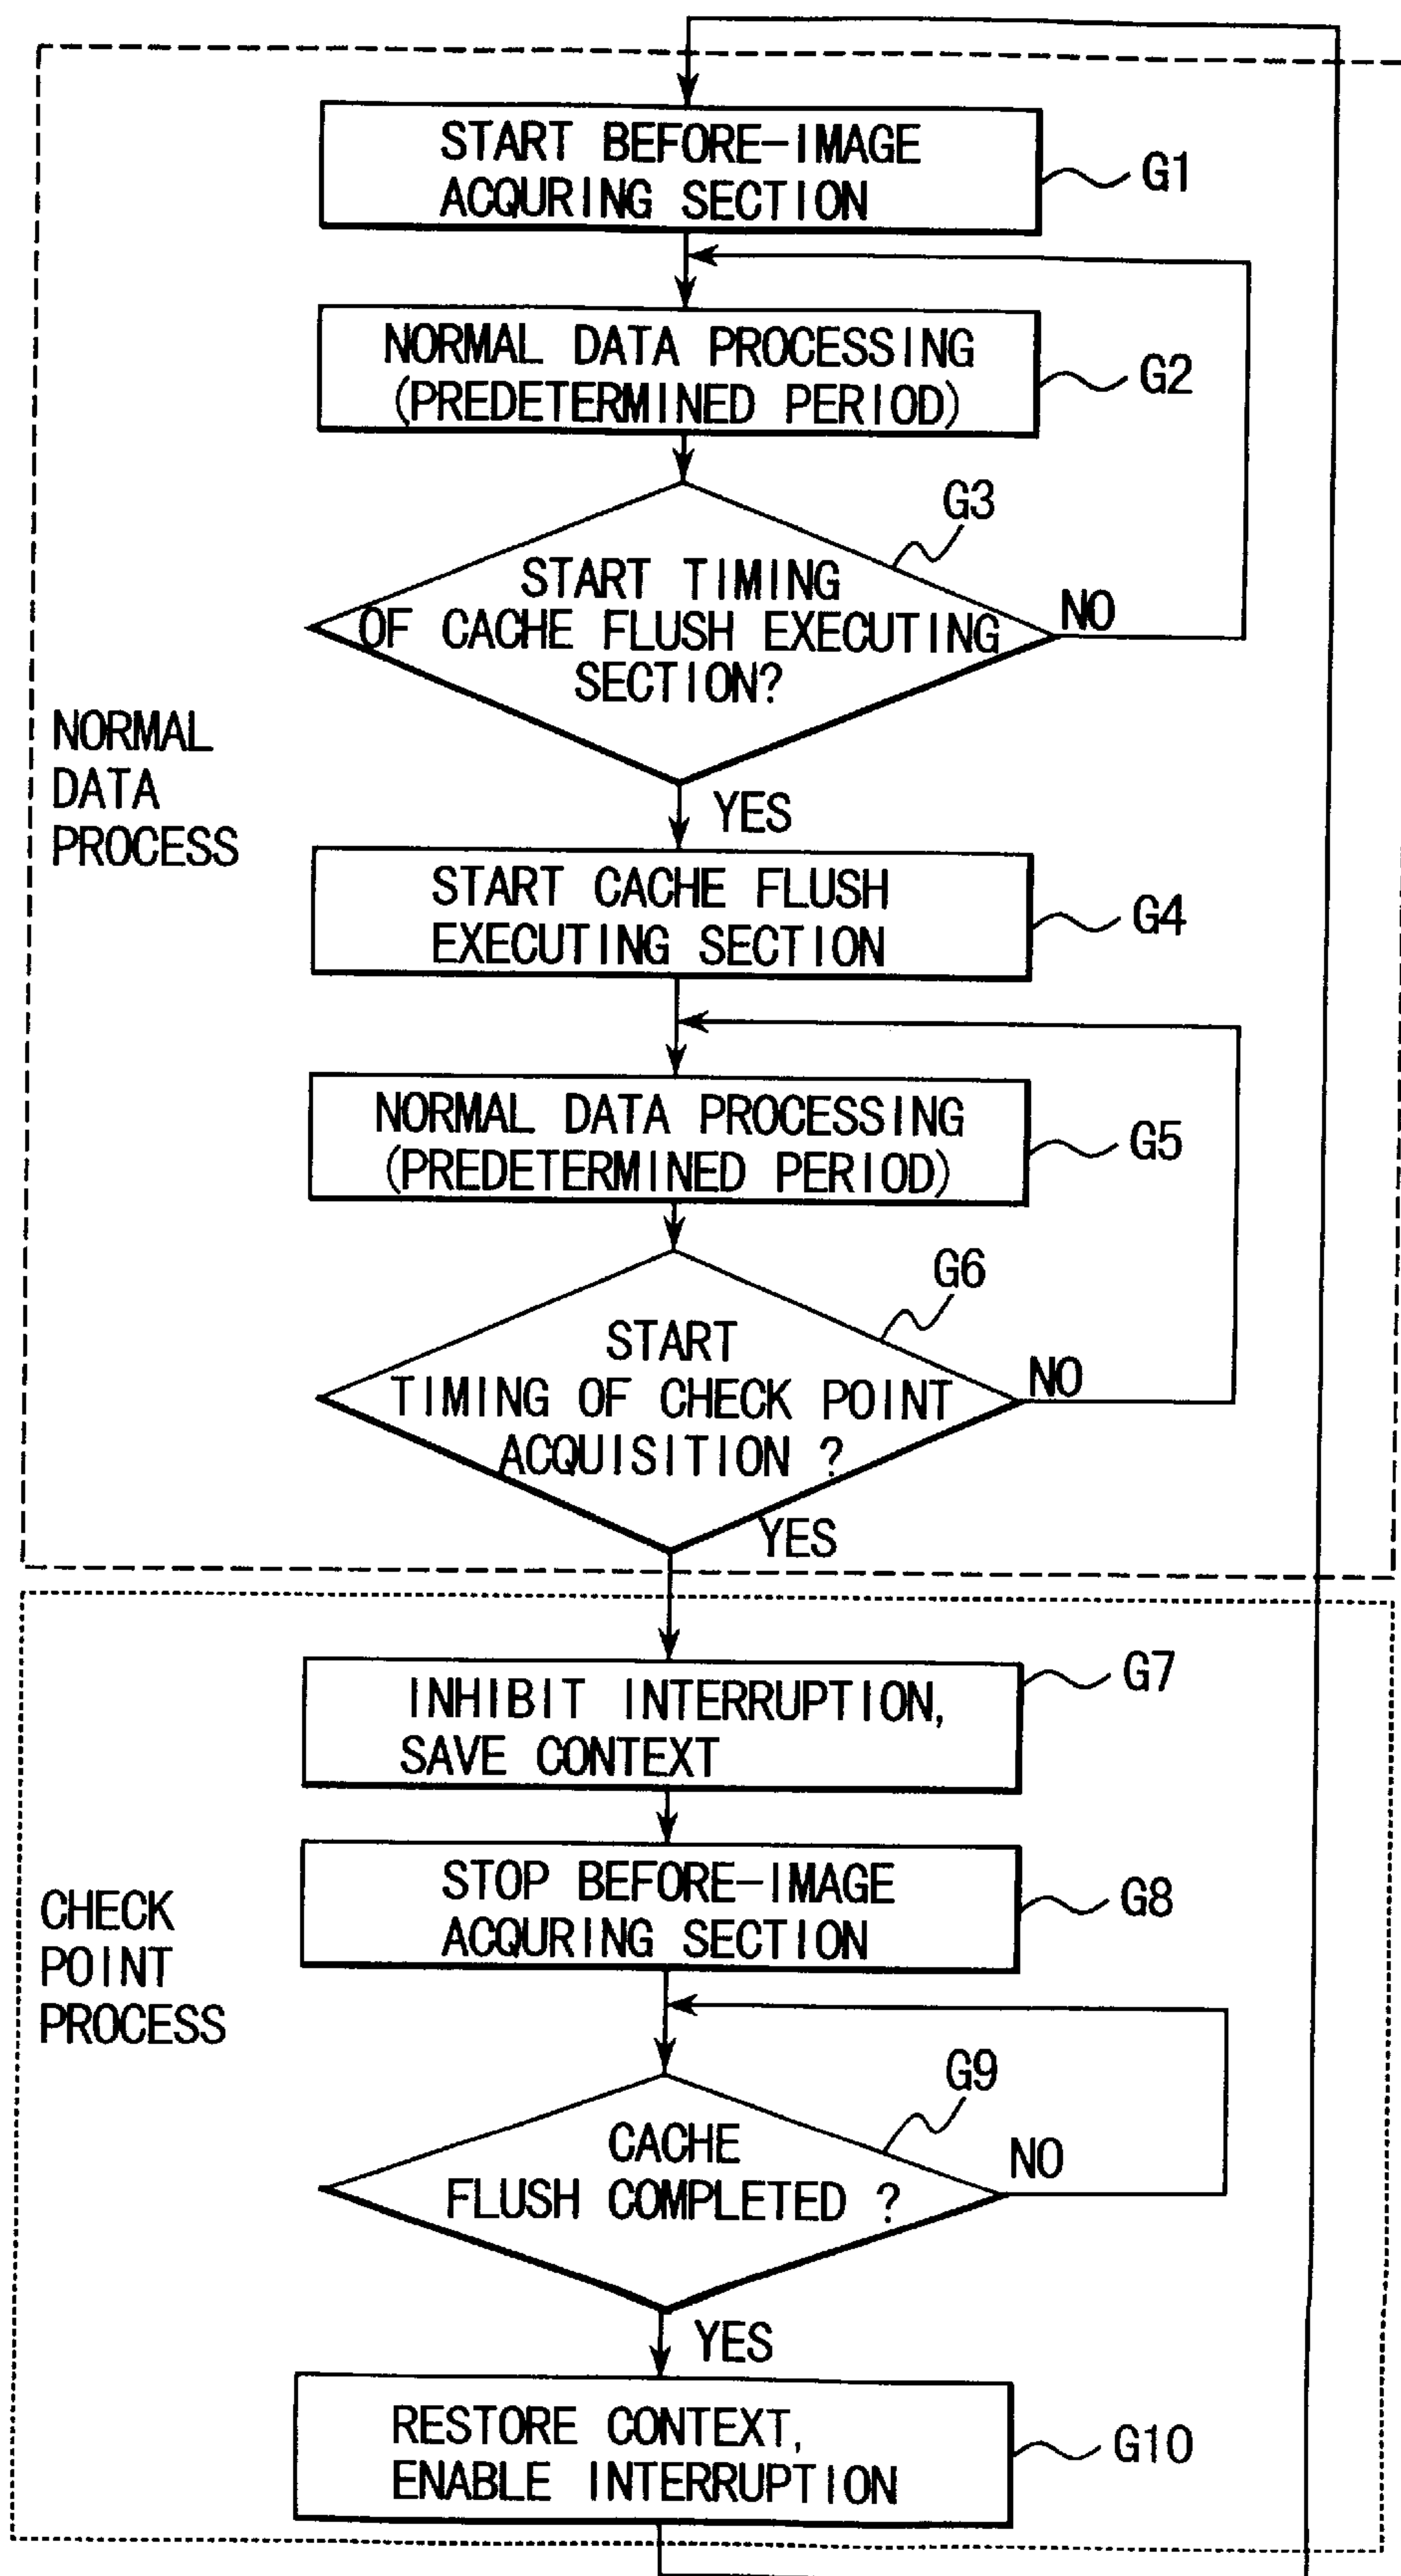 START BEFORE-IMAGE
ACQURING SECTION
G1
NORMAL DATA PROCESSING
(PREDETERMINED PERIOD)
G2
G3
START TIMING
OF CACHE FLUSH EXECUTING
SECTION?
NO
NORMAL
DATA
PROCESS
YES
START CACHE FLUSH
EXECUTING SECTION
G4
NORMAL DATA PROCESSING
(PREDETERMINED PERIOD)
G5
G6
START
TIMING OF CHECK POINT
ACQUISITION ?
NO
YES
INHIBIT INTERRUPTION,
SAVE CONTEXT
G7
STOP BEFORE-IMAGE
ACQURING SECTION
G8
CHECK
POINT
PROCESS
G9
CACHE
FLUSH COMPLETED ?
NO
YES
RESTORE CONTEXT,
ENABLE INTERRUPTION
G10